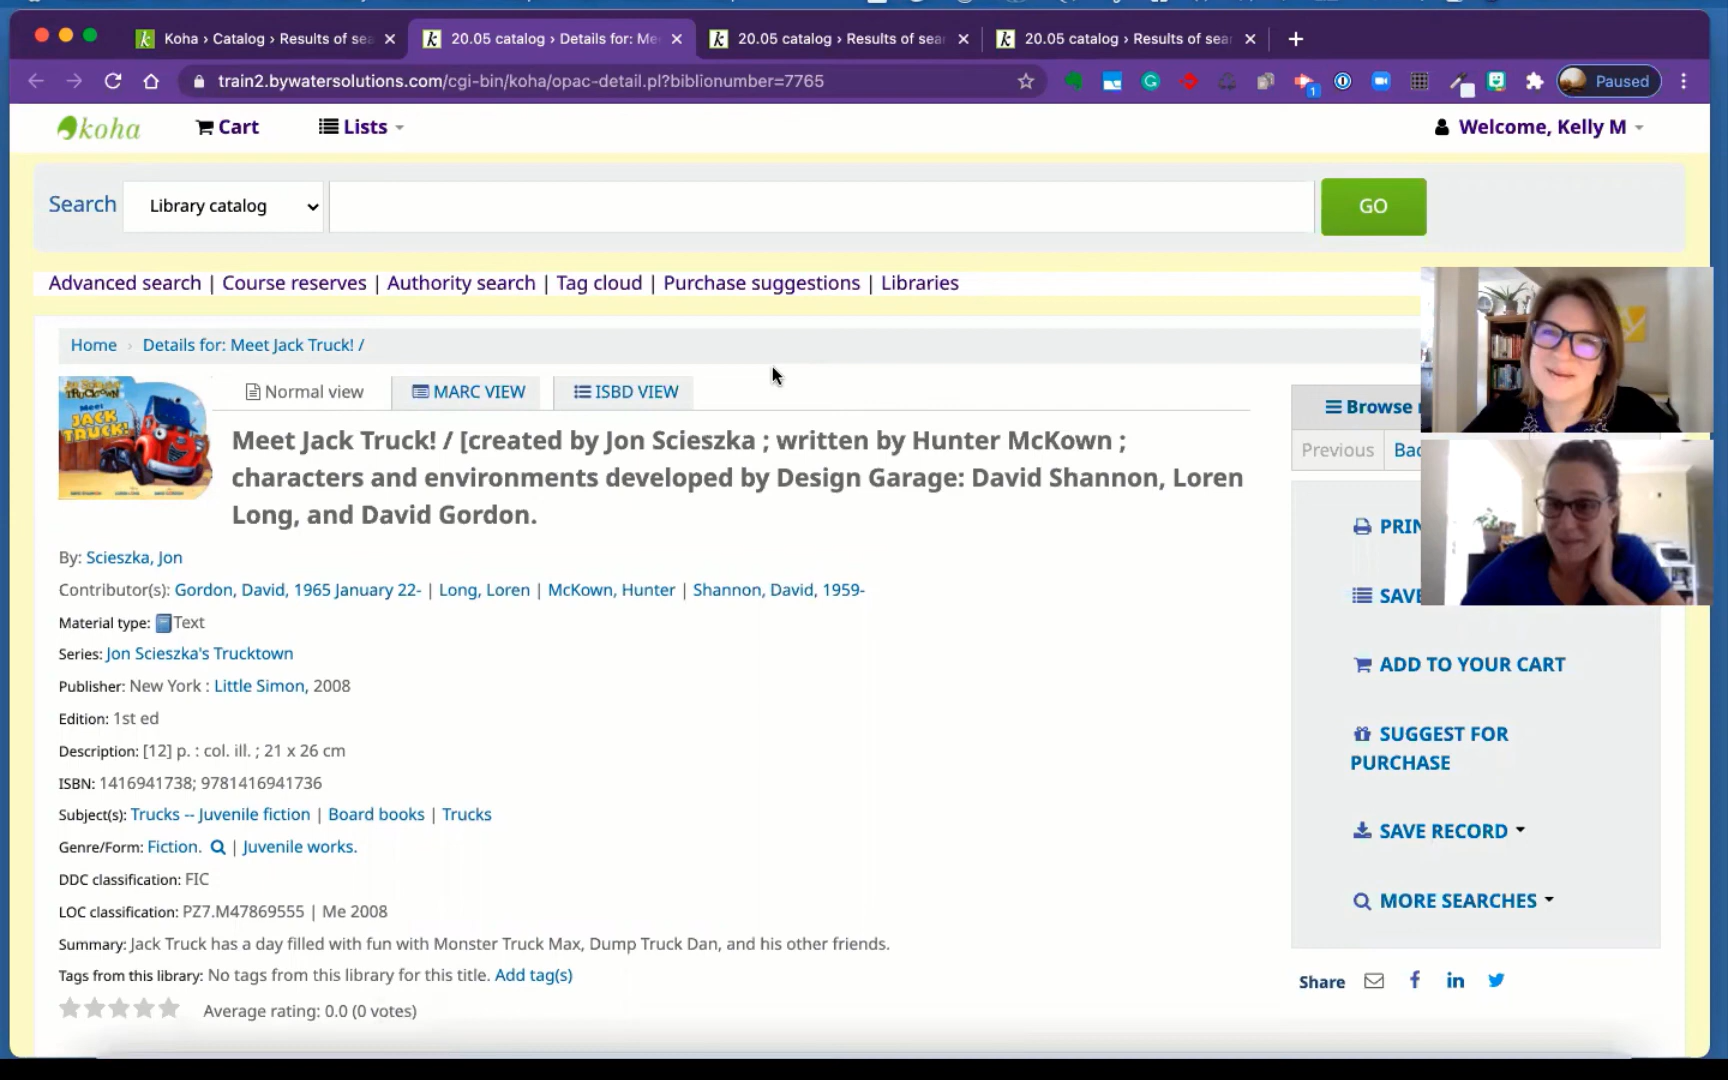 Koha › Catalog › Results of sea
20.05 catalog › Details for: Me
20.05 catalog › Results of sear
20.05 catalog › Results of sear
train2.bywatersolutions.com/cgi-bin/koha/opac-detail.pl?biblionumber=7765
1
Paused
koha
Cart
Lists
Welcome, Kelly M
Search
Library catalog
GO
Advanced search | Course reserves | Authority search | Tag cloud | Purchase suggestions | Libraries
Home › Details for: Meet Jack Truck! /
Meet
JACK
TRUCK!
Normal view
MARC VIEW
ISBD VIEW
Meet Jack Truck! / [created by Jon Scieszka ; written by Hunter McKown ;
characters and environments developed by Design Garage: David Shannon, Loren
Long, and David Gordon.
By: Scieszka, Jon
Contributor(s): Gordon, David, 1965 January 22- | Long, Loren | McKown, Hunter | Shannon, David, 1959-
Material type: Text
Series: Jon Scieszka's Trucktown
Publisher: New York : Little Simon, 2008
Edition: 1st ed
Description: [12] p. : col. ill. ; 21 x 26 cm
ISBN: 1416941738; 9781416941736
Subject(s): Trucks -- Juvenile fiction | Board books | Trucks
Genre/Form: Fiction. | Juvenile works.
DDC classification: FIC
LOC classification: PZ7.M47869555 | Me 2008
Summary: Jack Truck has a day filled with fun with Monster Truck Max, Dump Truck Dan, and his other friends.
Tags from this library: No tags from this library for this title. Add tag(s)
Average rating: 0.0 (0 votes)
Browse
Previous
Bac
PRIN
SAVE
ADD TO YOUR CART
SUGGEST FOR
PURCHASE
SAVE RECORD
MORE SEARCHES
Share